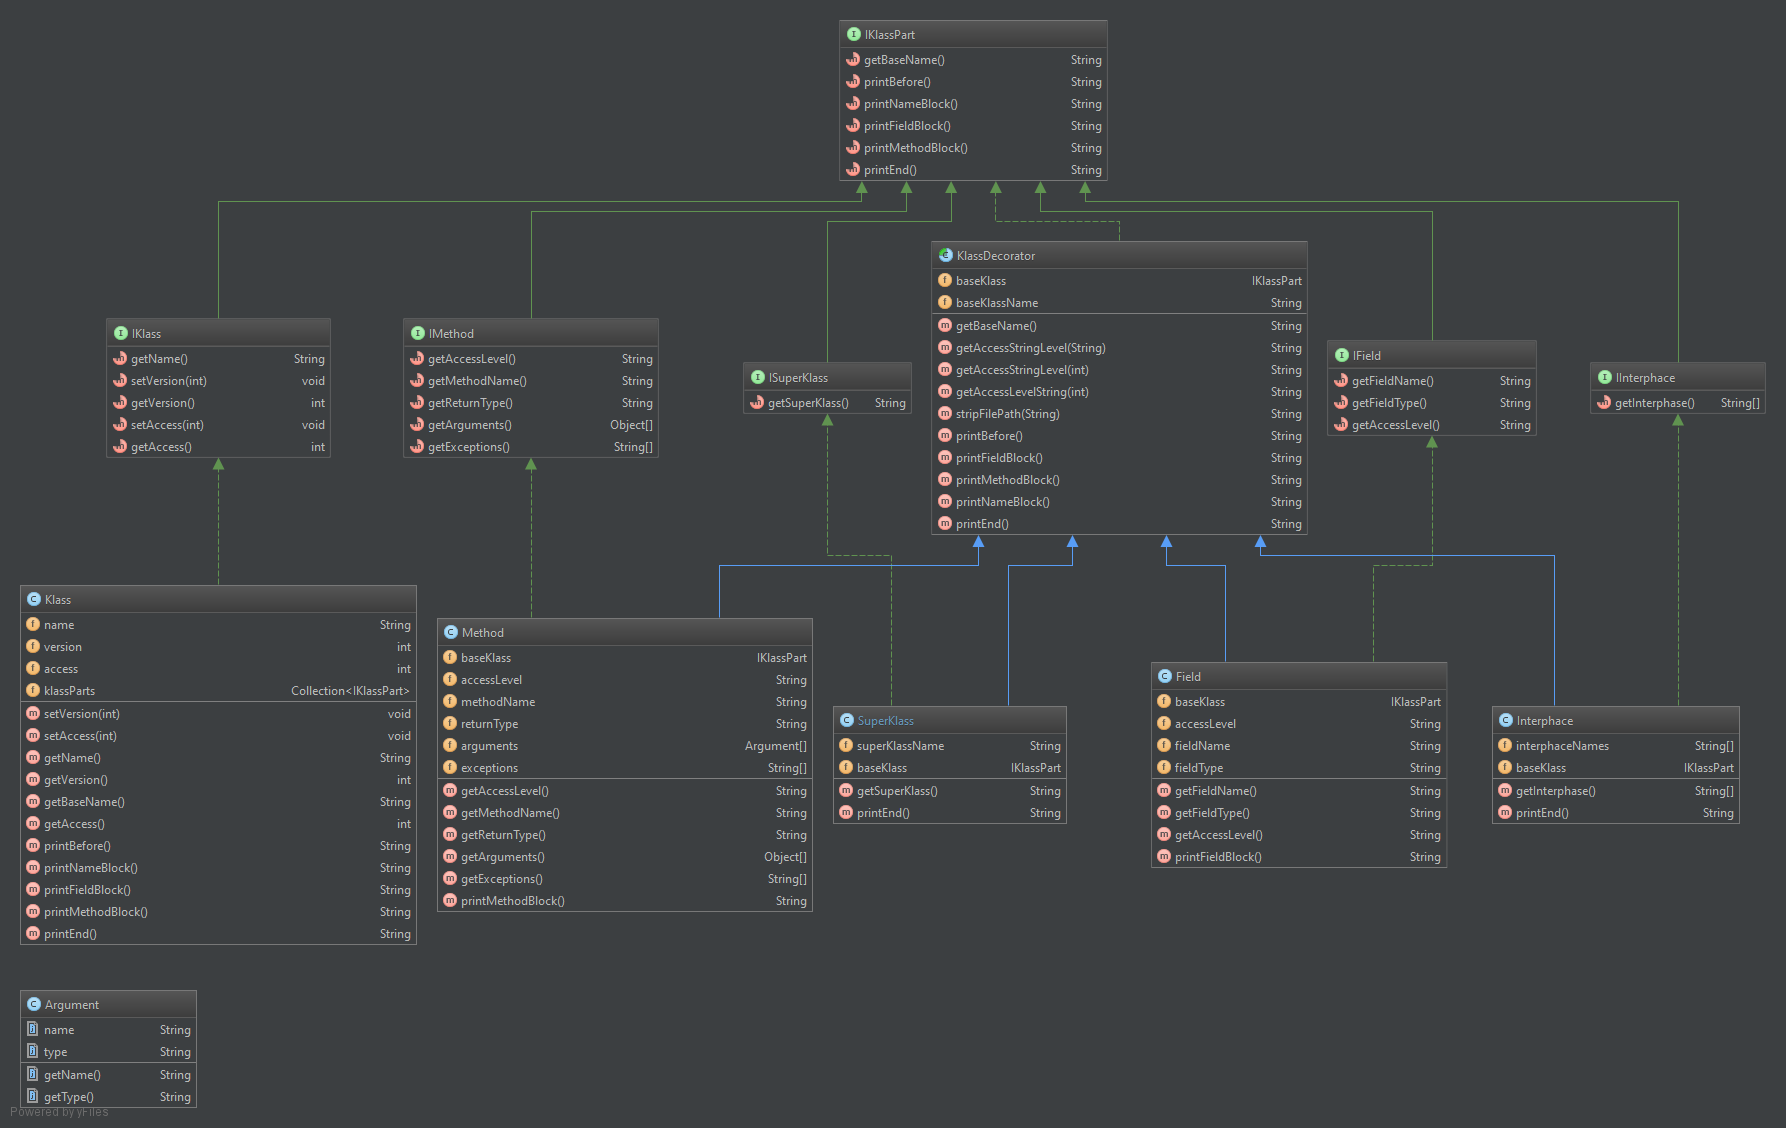 IKlassPart
getBaseName() String
printBefore() String
printNameBlock() String
printFieldBlock() String
printMethodBlock() String
printEnd() String
IKlass
getName() String
setVersion(int) void
getVersion() int
setAccess(int) void
getAccess() int
IMethod
getAccessLevel() String
getMethodName() String
getReturnType() String
getArguments() Object[]
getExceptions() String[]
ISuperKlass
getSuperKlass() String
KlassDecorator
baseKlass IKlassPart
baseKlassName String
getBaseName() String
getAccessStringLevel(String) String
getAccessStringLevel(int) String
getAccessLevelString(int) String
stripFilePath(String) String
printBefore() String
printFieldBlock() String
printMethodBlock() String
printNameBlock() String
printEnd() String
IField
getFieldName() String
getFieldType() String
getAccessLevel() String
IInterphace
getInterphase() String[]
Klass
name String
version int
access int
klassParts Collection<IKlassPart>
setVersion(int) void
setAccess(int) void
getName() String
getVersion() int
getBaseName() String
getAccess() int
printBefore() String
printNameBlock() String
printFieldBlock() String
printMethodBlock() String
printEnd() String
Method
baseKlass IKlassPart
accessLevel String
methodName String
returnType String
arguments Argument[]
exceptions String[]
getAccessLevel() String
getMethodName() String
getReturnType() String
getArguments() Object[]
getExceptions() String[]
printMethodBlock() String
SuperKlass
superKlassName String
baseKlass IKlassPart
getSuperKlass() String
printEnd() String
Field
baseKlass IKlassPart
accessLevel String
fieldName String
fieldType String
getFieldName() String
getFieldType() String
getAccessLevel() String
printFieldBlock() String
Interphace
interphaceNames String[]
baseKlass IKlassPart
getInterphase() String[]
printEnd() String
Argument
name String
type String
getName() String
getType() String
Powered by yFiles